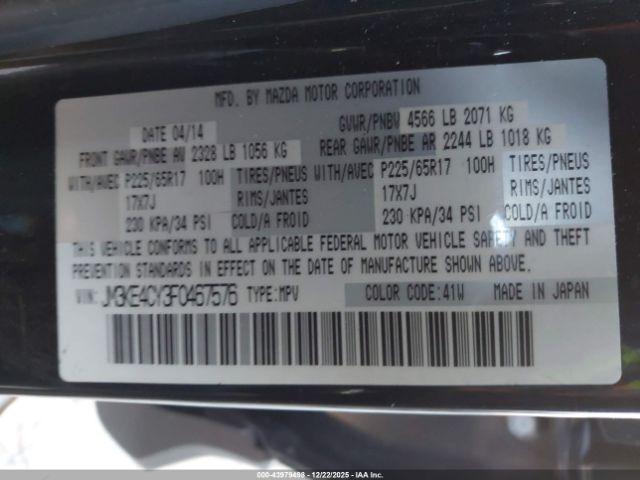 MFD. BY MAZDA MOTOR CORPORATION
DATE 04/14 GVWR/PNBV 4566 LB 2071 KG
FRONT GAWR/PNBE AV 2328 LB 1056 KG REAR GAWR/PNBE AR 2244 LB 1018 KG
WITH/AVEC P225/65R17 100H TIRES/PNEUS WITH/AVEC P225/65R17 100H TIRES/PNEUS
17X7J RIMS/JANTES 17X7J RIMS/JANTES
230 KPA/34 PSI COLD/A FROID 230 KPA/34 PSI COLD/A FROID
THIS VEHICLE CONFORMS TO ALL APPLICABLE FEDERAL MOTOR VEHICLE SAFETY AND THEFT
PREVENTION STANDARDS IN EFFECT ON THE DATE OF MANUFACTURE SHOWN ABOVE.
VIN: JM3KE4CY3F0467576 TYPE:MPV COLOR CODE:41W MADE IN JAPAN
000-43979498 - 12/22/2025 - IAAI.com